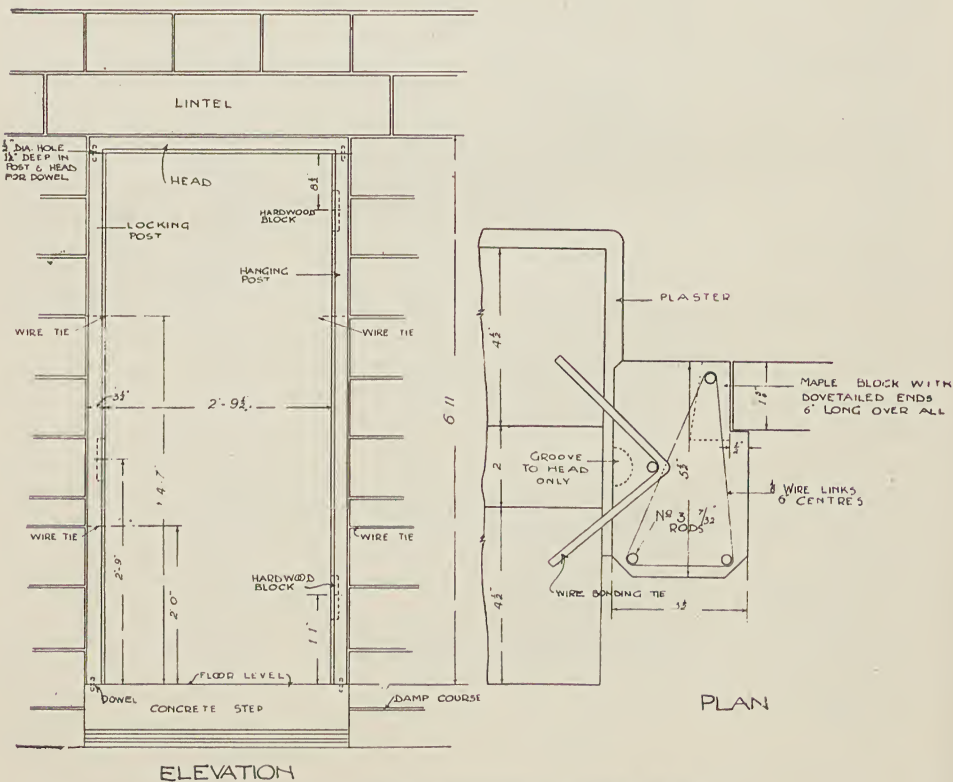 LINTEL
½" DIA. HOLE
1½" DEEP IN
POST & HEAD
FOR DOWEL
HEAD
8½"
HARDWOOD
BLOCK
LOCKING
POST
HANGING
POST
WIRE TIE
WIRE TIE
3½"
2'-9½"
6 11
4'-7"
WIRE TIE
WIRE TIE
2'-9"
2'0"
HARDWOOD
BLOCK
1'1"
FLOOR LEVEL
DOWEL
CONCRETE STEP
DAMP COURSE
ELEVATION
PLASTER
4½"
MAPLE BLOCK WITH
DOVETAILED ENDS
6" LONG OVER ALL
GROOVE
TO HEAD
ONLY
2
5½"
⅛" WIRE LINKS
6" CENTRES
Nº 3 7/32"
RODS
WIRE BONDING TIE
4½"
3½"
PLAN